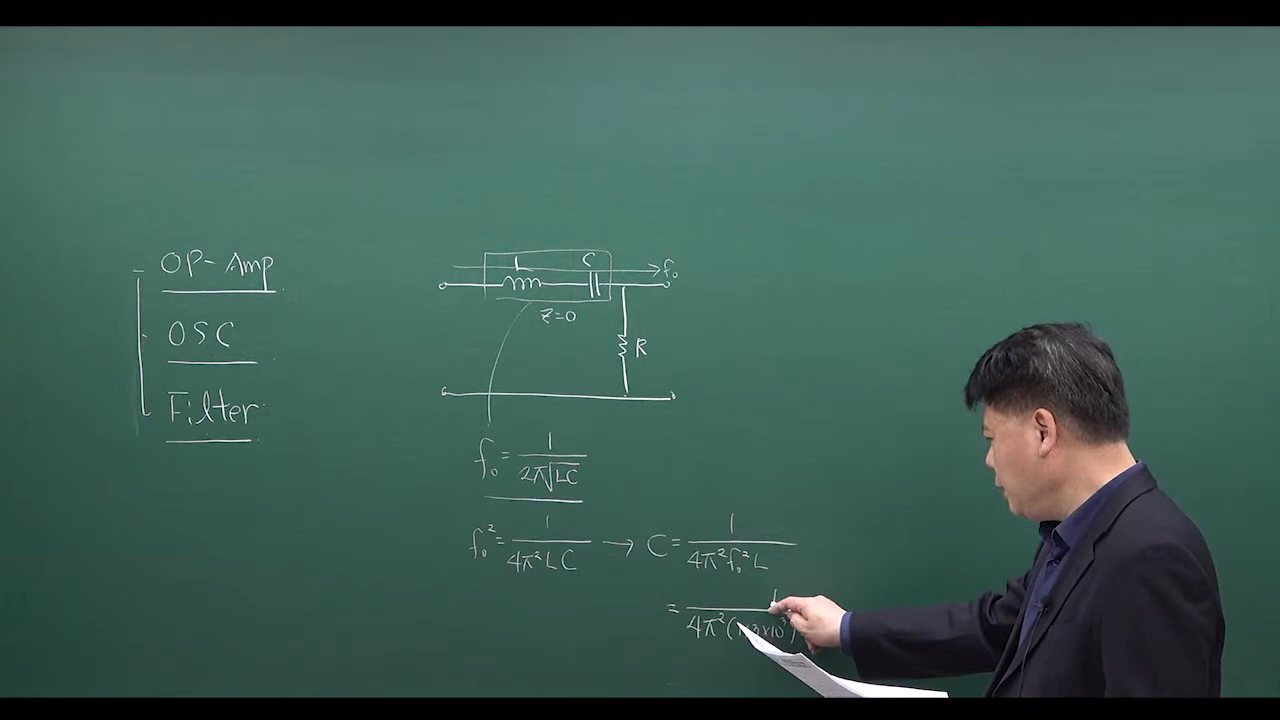 OP-Amp
OSC
Filter
L C f₀
Z=0
R
f₀ = 1/(2π√LC)
f₀² = 1/(4π²LC) → C = 1/(4π²f₀²L)
= 1/(4π²(